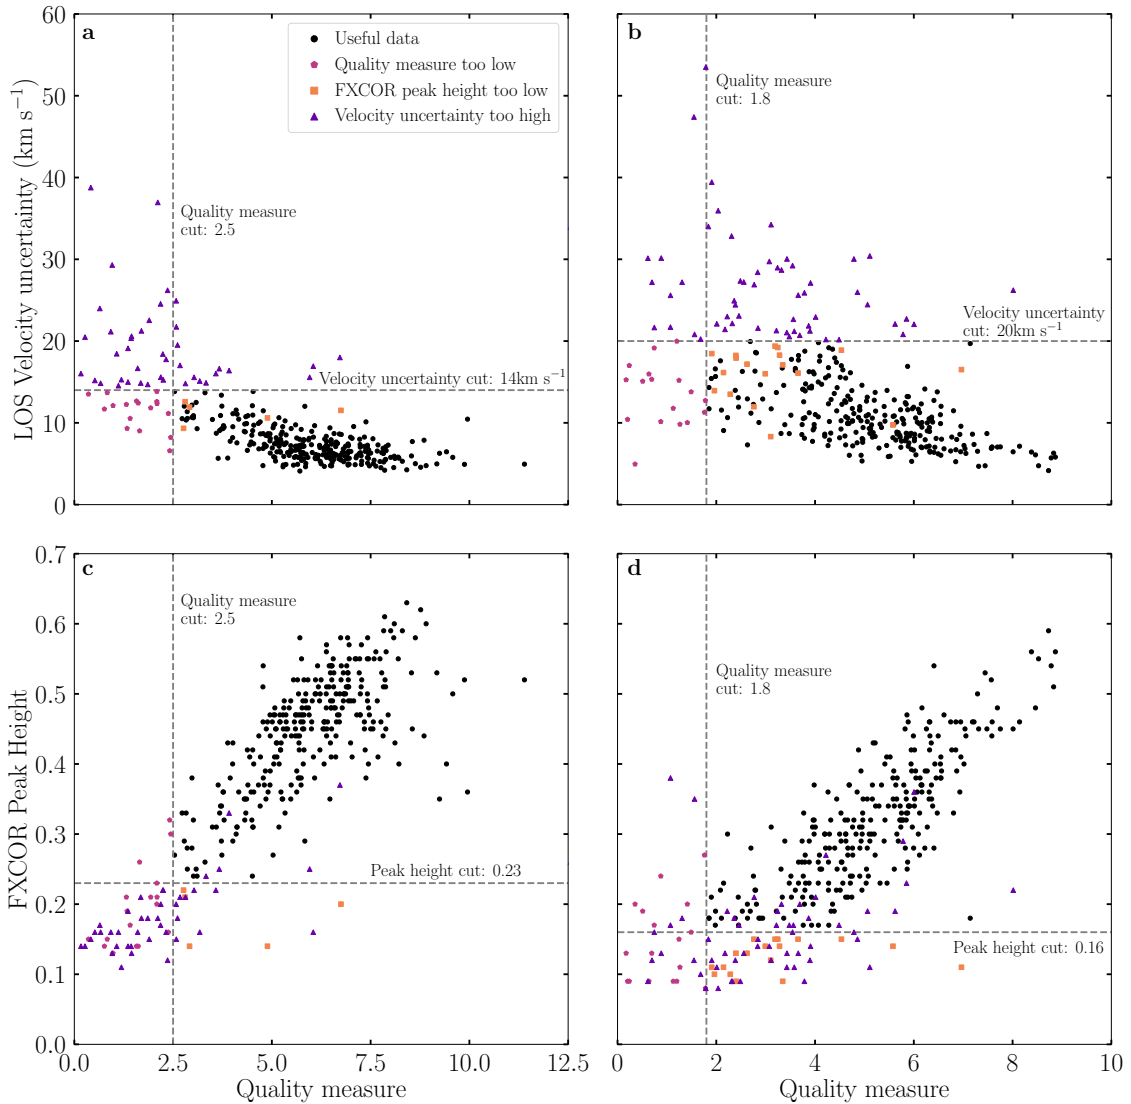 60
50
40
30
20
10
0
LOS Velocity uncertainty (km s⁻¹)
a
Useful data
Quality measure too low
FXCOR peak height too low
Velocity uncertainty too high
Quality measure
cut: 2.5
Velocity uncertainty cut: 14km s⁻¹
b
Quality measure
cut: 1.8
Velocity uncertainty
cut: 20km s⁻¹
0.7
0.6
0.5
0.4
0.3
0.2
0.1
0.0
FXCOR Peak Height
c
Quality measure
cut: 2.5
Peak height cut: 0.23
0.0 2.5 5.0 7.5 10.0 12.5
Quality measure
d
Quality measure
cut: 1.8
Peak height cut: 0.16
0 2 4 6 8 10
Quality measure